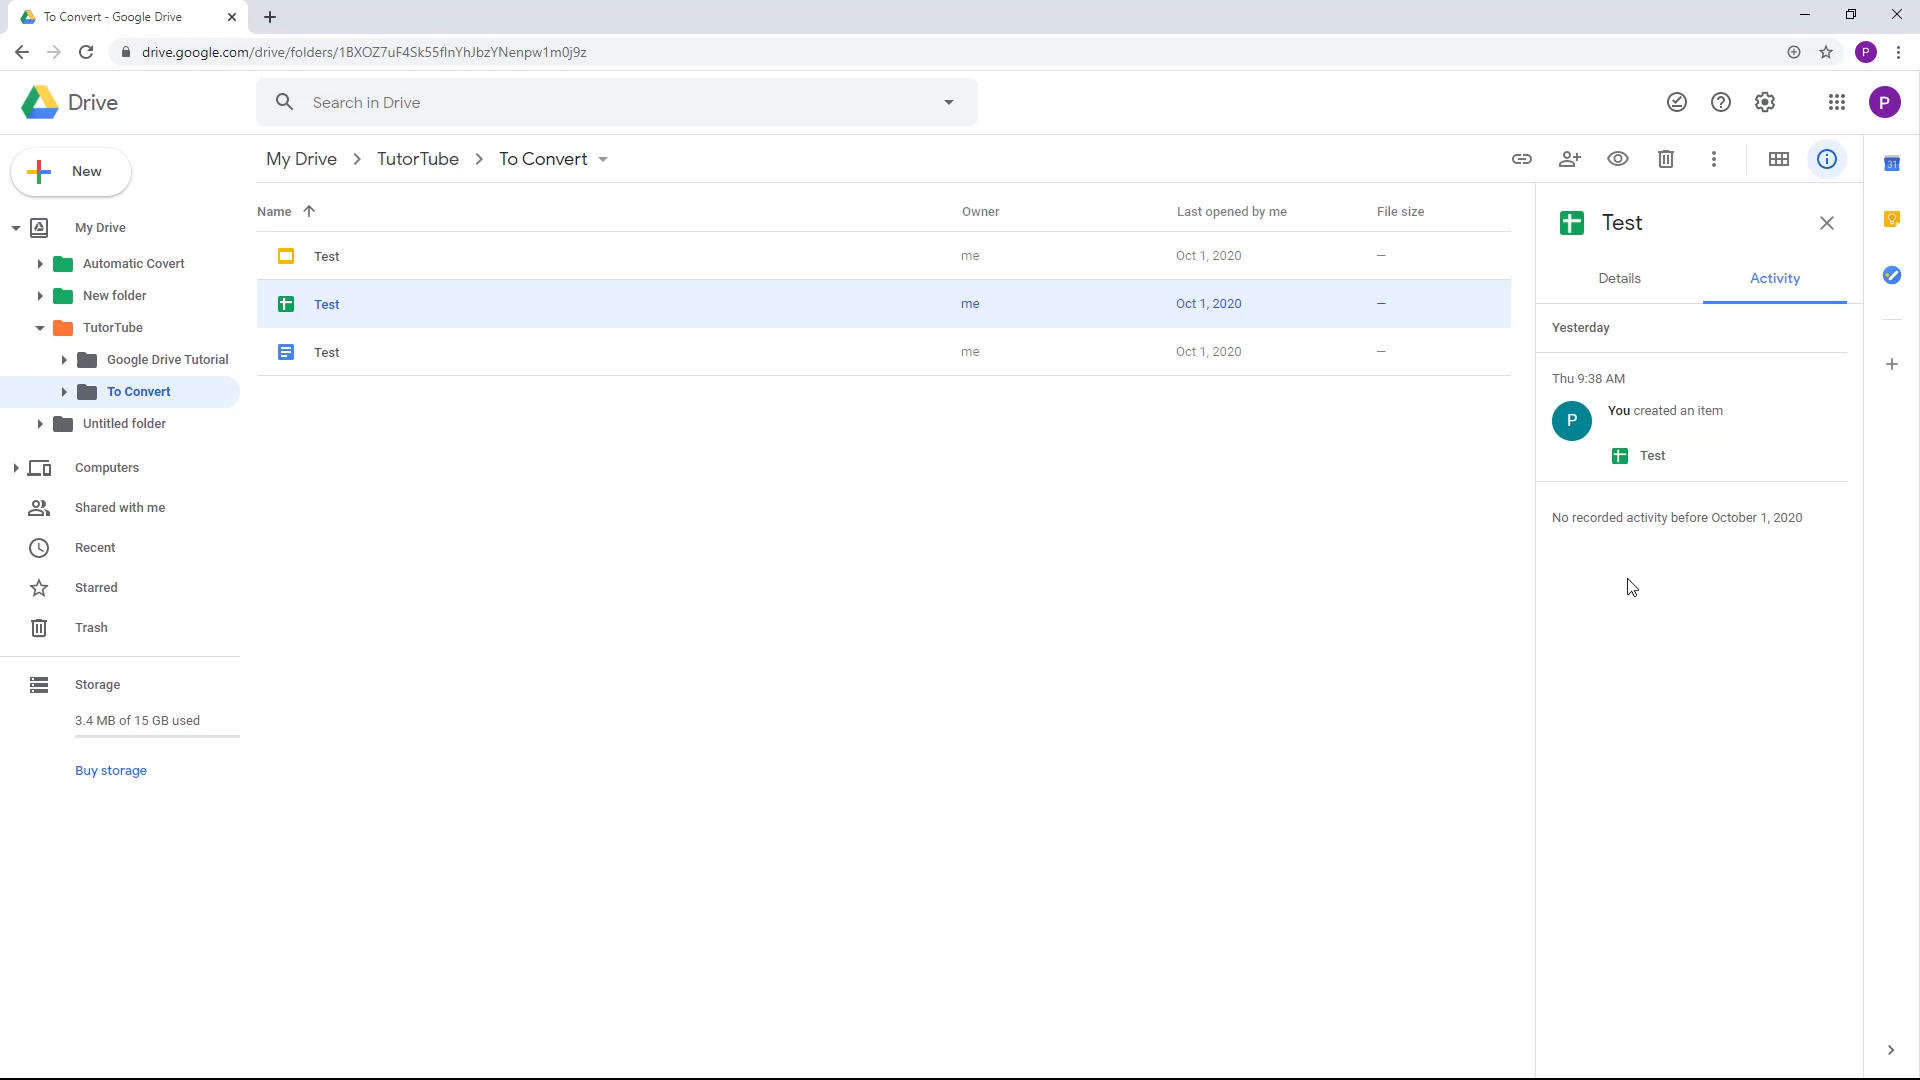 To Convert - Google Drive
drive.google.com/drive/folders/1BXOZ7uF4Sk55flnYhJbzYNenpw1m0j9z
P
Drive
Search in Drive
P
New
My Drive
TutorTube
To Convert
31
My Drive
Automatic Covert
New folder
TutorTube
Google Drive Tutorial
To Convert
Untitled folder
Computers
Shared with me
Recent
Starred
Trash
Storage
3.4 MB of 15 GB used
Buy storage
Name Owner Last opened by me File size
Test me Oct 1, 2020 —
Test me Oct 1, 2020 —
Test me Oct 1, 2020 —
Test
Details Activity
Yesterday
Thu 9:38 AM
P
You created an item
Test
No recorded activity before October 1, 2020